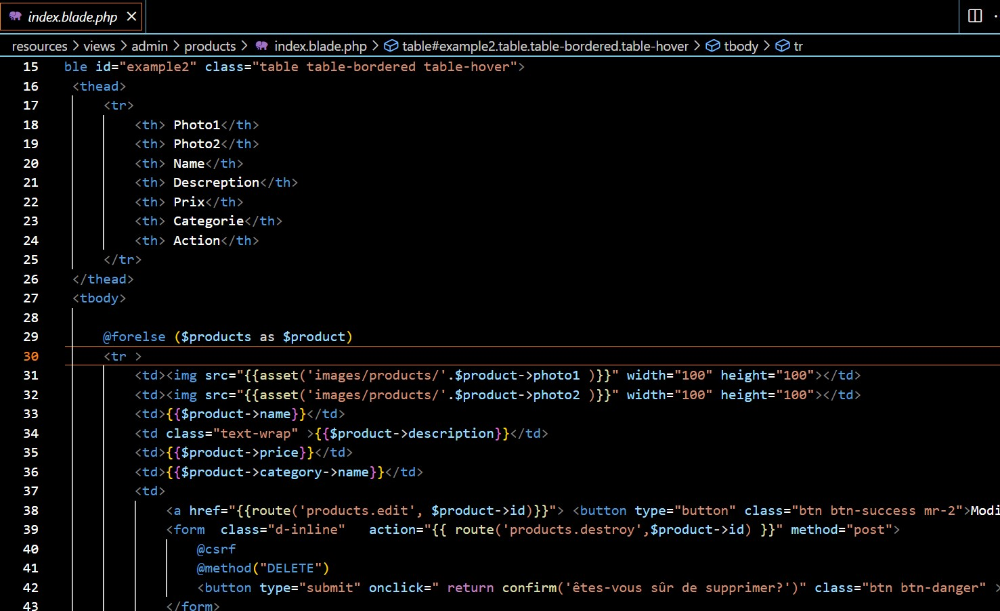 index.blade.php
resources > views > admin > products > index.blade.php > table#example2.table.table-bordered.table-hover > tbody > tr
15 ble id="example2" class="table table-bordered table-hover">
16 <thead>
17 <tr>
18 <th> Photo1</th>
19 <th> Photo2</th>
20 <th> Name</th>
21 <th> Descreption</th>
22 <th> Prix</th>
23 <th> Categorie</th>
24 <th> Action</th>
25 </tr>
26 </thead>
27 <tbody>
28
29 @forelse ($products as $product)
30 <tr >
31 <td><img src="{{asset('images/products/'.$product->photo1 )}}" width="100" height="100"></td>
32 <td><img src="{{asset('images/products/'.$product->photo2 )}}" width="100" height="100"></td>
33 <td>{{$product->name}}</td>
34 <td class="text-wrap" >{{$product->description}}</td>
35 <td>{{$product->price}}</td>
36 <td>{{$product->category->name}}</td>
37 <td>
38 <a href="{{route('products.edit', $product->id)}}"> <button type="button" class="btn btn-success mr-2">Modi
39 <form class="d-inline" action="{{ route('products.destroy',$product->id) }}" method="post">
40 @csrf
41 @method("DELETE")
42 <button type="submit" onclick=" return confirm('êtes-vous sûr de supprimer?')" class="btn btn-danger" >
43 </form>